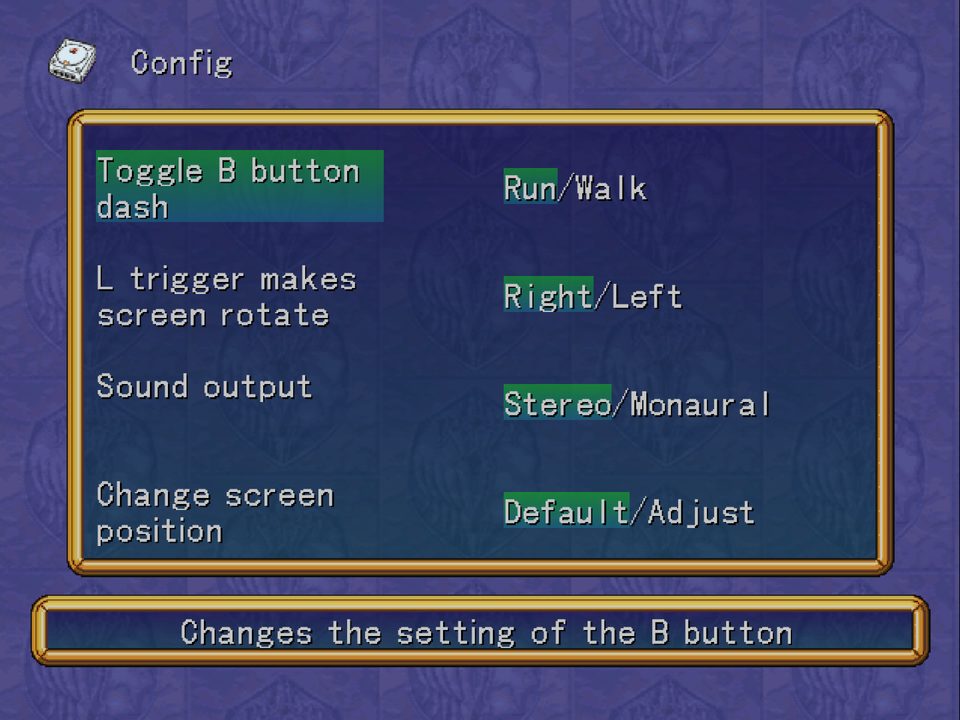 Config
Toggle B button
dash
Run/Walk
L trigger makes
screen rotate
Right/Left
Sound output
Stereo/Monaural
Change screen
position
Default/Adjust
Changes the setting of the B button